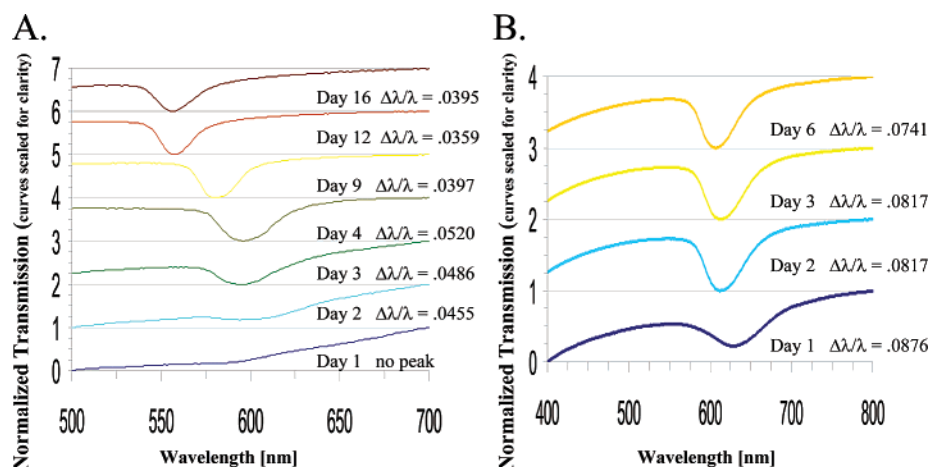 A.
Normalized Transmission (curves scaled for clarity)
7
6
5
4
3
2
1
0
Day 16 Δλ/λ = .0395
Day 12 Δλ/λ = .0359
Day 9 Δλ/λ = .0397
Day 4 Δλ/λ = .0520
Day 3 Δλ/λ = .0486
Day 2 Δλ/λ = .0455
Day 1 no peak
500 550 600 650 700
Wavelength [nm]
B.
Normalized Transmission (curves scaled for clarity)
4
3
2
1
0
Day 6 Δλ/λ = .0741
Day 3 Δλ/λ = .0817
Day 2 Δλ/λ = .0817
Day 1 Δλ/λ = .0876
400 500 600 700 800
Wavelength [nm]